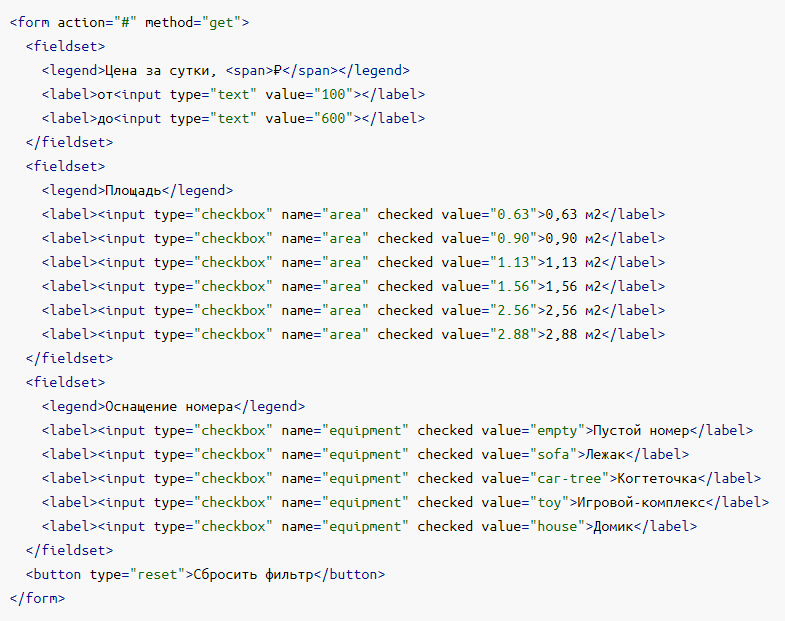 <form action="#" method="get">
  <fieldset>
    <legend>Цена за сутки, <span>₽</span></legend>
    <label>от<input type="text" value="100"></label>
    <label>до<input type="text" value="600"></label>
  </fieldset>
  <fieldset>
    <legend>Площадь</legend>
    <label><input type="checkbox" name="area" checked value="0.63">0,63 м2</label>
    <label><input type="checkbox" name="area" checked value="0.90">0,90 м2</label>
    <label><input type="checkbox" name="area" checked value="1.13">1,13 м2</label>
    <label><input type="checkbox" name="area" checked value="1.56">1,56 м2</label>
    <label><input type="checkbox" name="area" checked value="2.56">2,56 м2</label>
    <label><input type="checkbox" name="area" checked value="2.88">2,88 м2</label>
  </fieldset>
  <fieldset>
    <legend>Оснащение номера</legend>
    <label><input type="checkbox" name="equipment" checked value="empty">Пустой номер</label>
    <label><input type="checkbox" name="equipment" checked value="sofa">Лежак</label>
    <label><input type="checkbox" name="equipment" checked value="car-tree">Когтеточка</label>
    <label><input type="checkbox" name="equipment" checked value="toy">Игровой-комплекс</label>
    <label><input type="checkbox" name="equipment" checked value="house">Домик</label>
  </fieldset>
  <button type="reset">Сбросить фильтр</button>
</form>